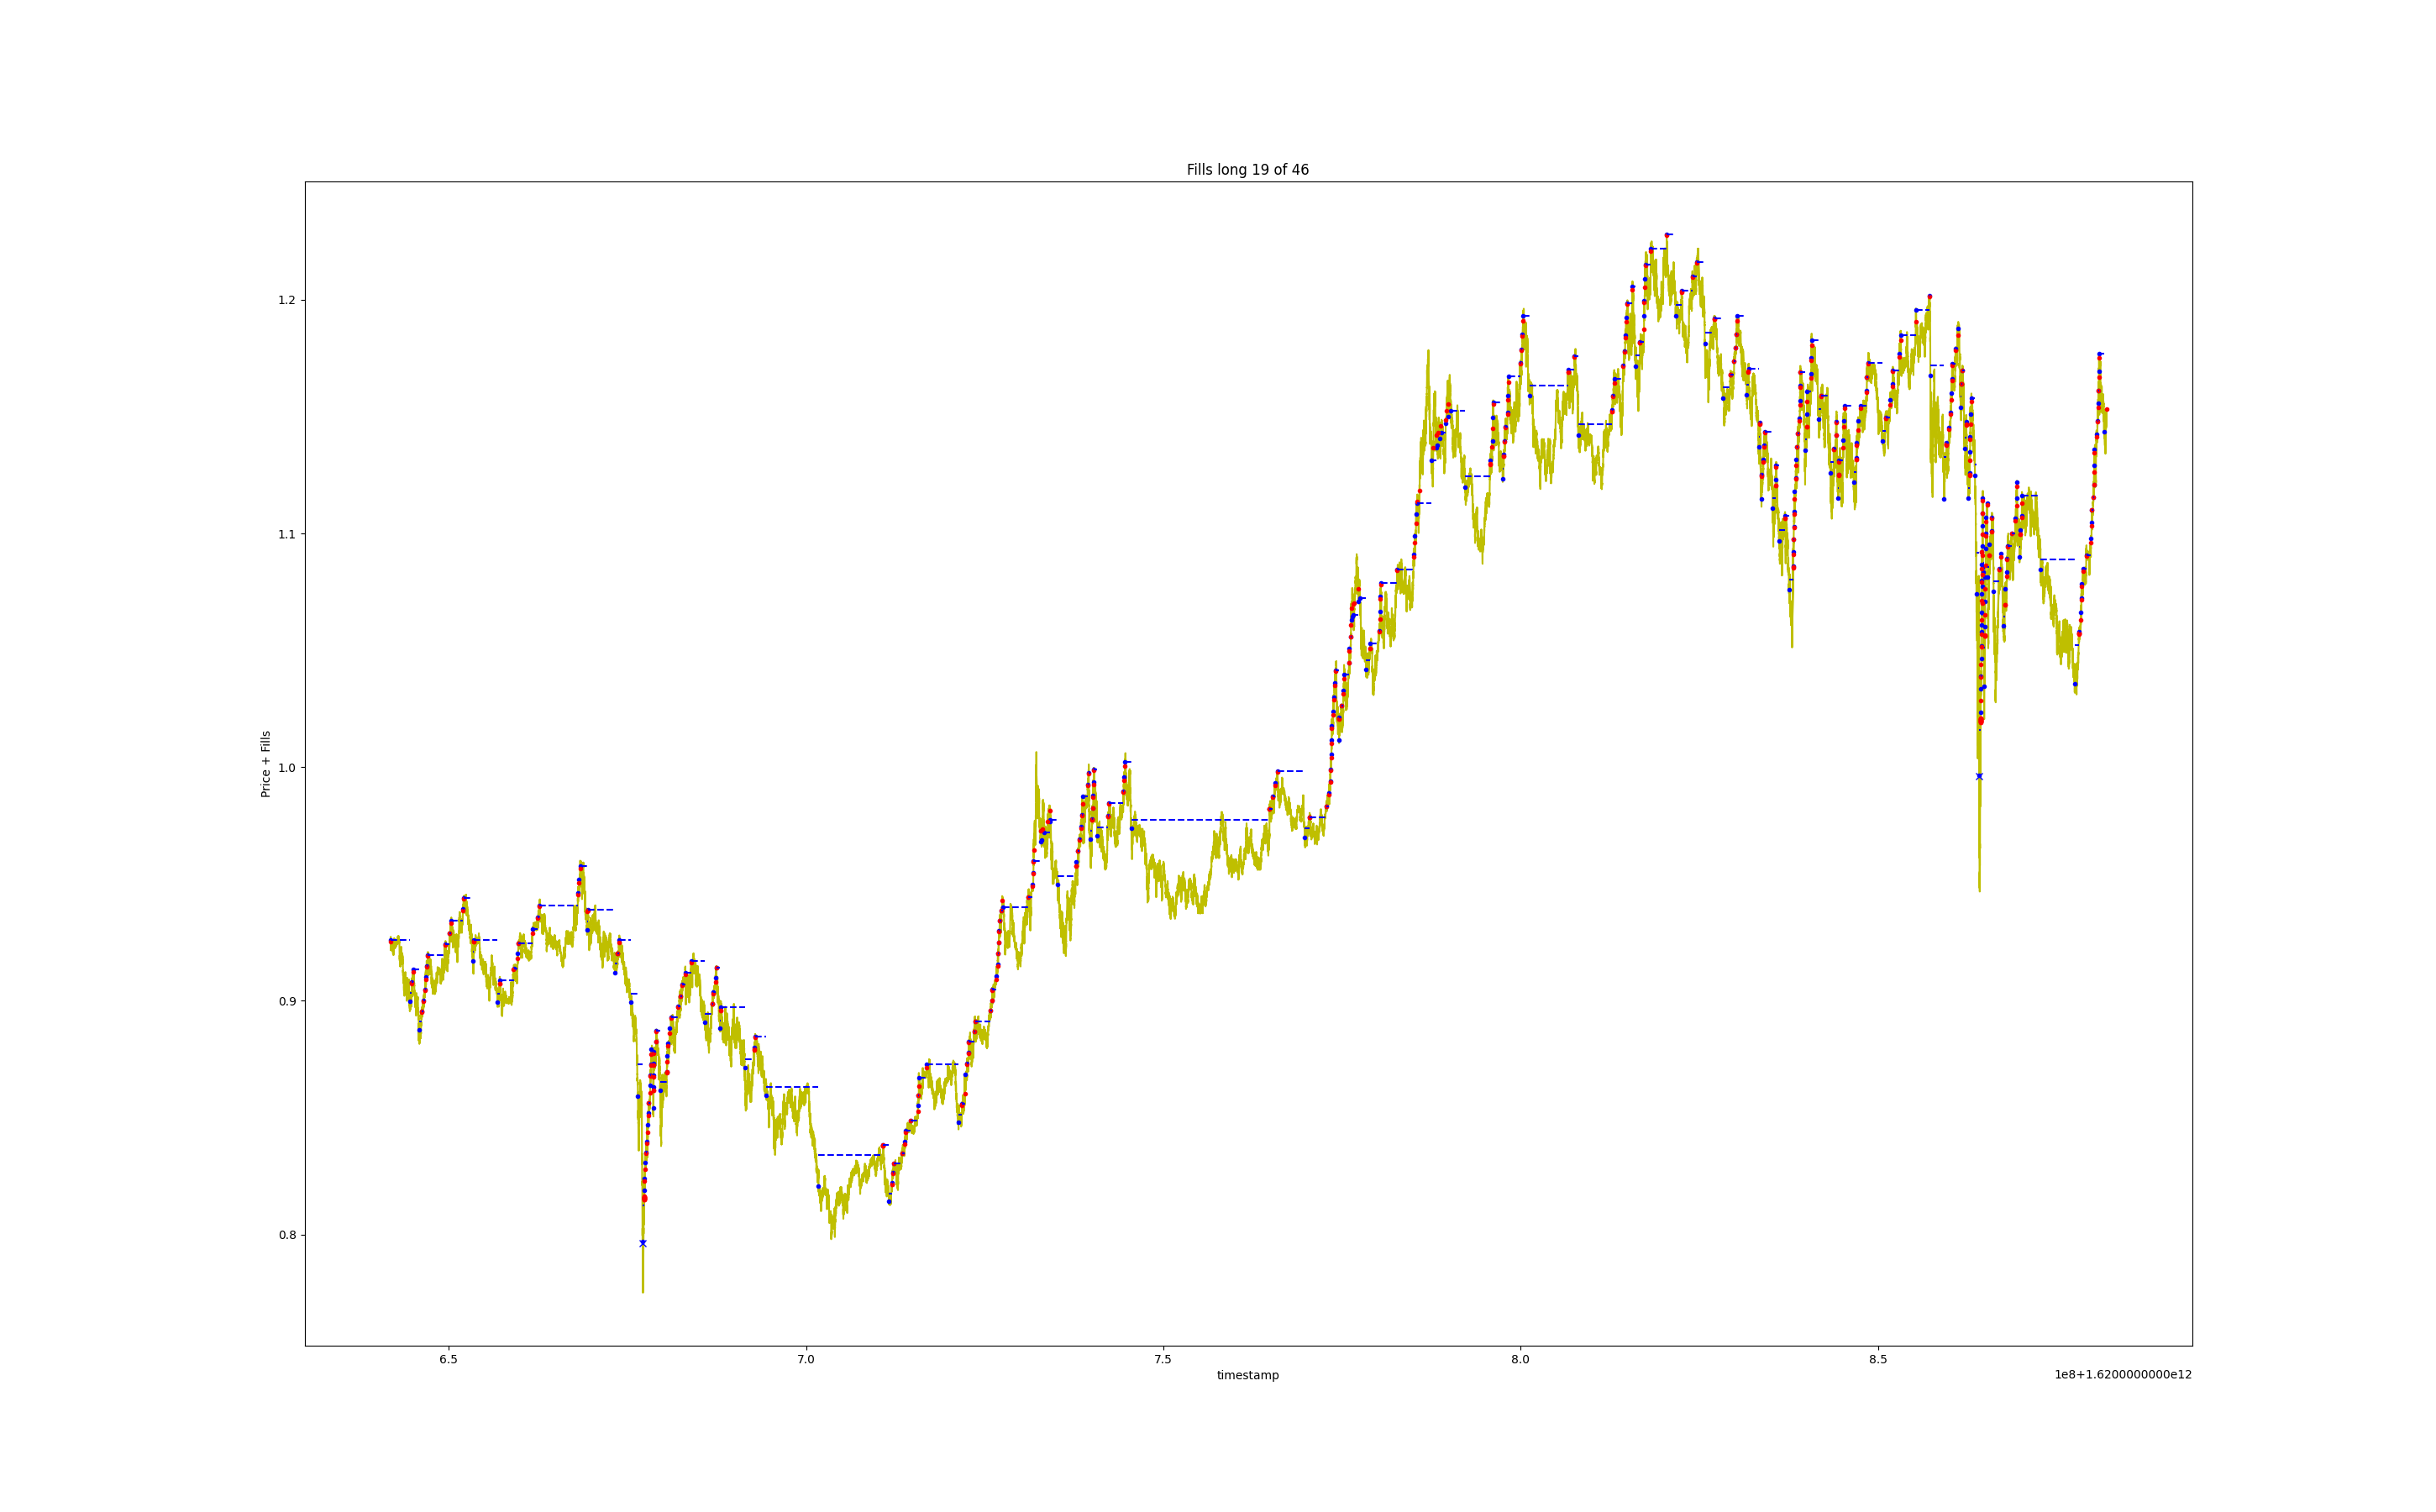 Fills long 19 of 46
Price + Fills
1.2
1.1
1.0
0.9
0.8
6.5 7.0 7.5 8.0 8.5
timestamp
1e8+1.6200000000e12